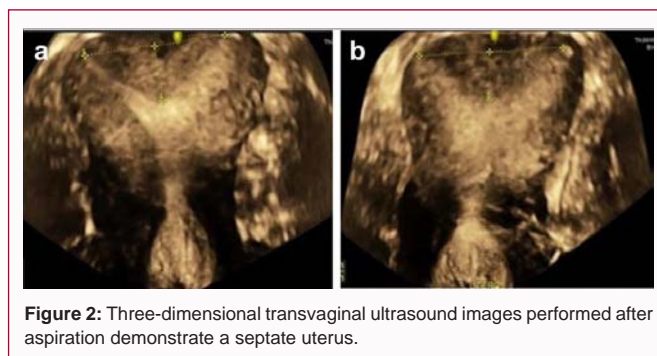 a
b
Figure 2: Three-dimensional transvaginal ultrasound images performed after
aspiration demonstrate a septate uterus.